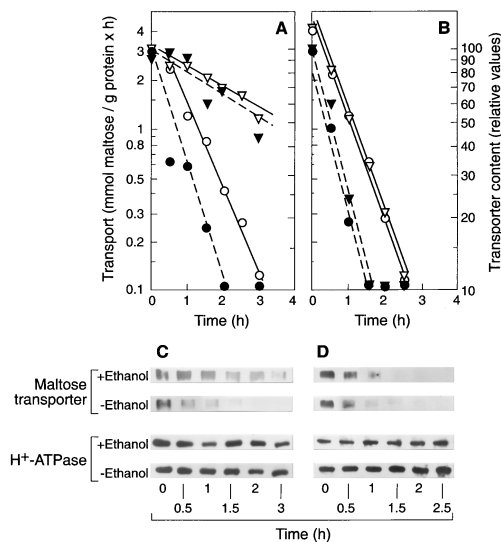 A
B
Transport (mmol maltose / g protein x h)
4
3
2
1
0.8
0.5
0.3
0.2
0.1
0 1 2 3 4
Time (h)
0 1 2 3 4
Time (h)
100
90
80
70
60
50
40
30
20
10
Transporter content (relative values)
C
D
Maltose transporter
+Ethanol
-Ethanol
H+-ATPase
+Ethanol
-Ethanol
0 0.5 1 1.5 2 3
0 0.5 1 1.5 2 2.5
Time (h)